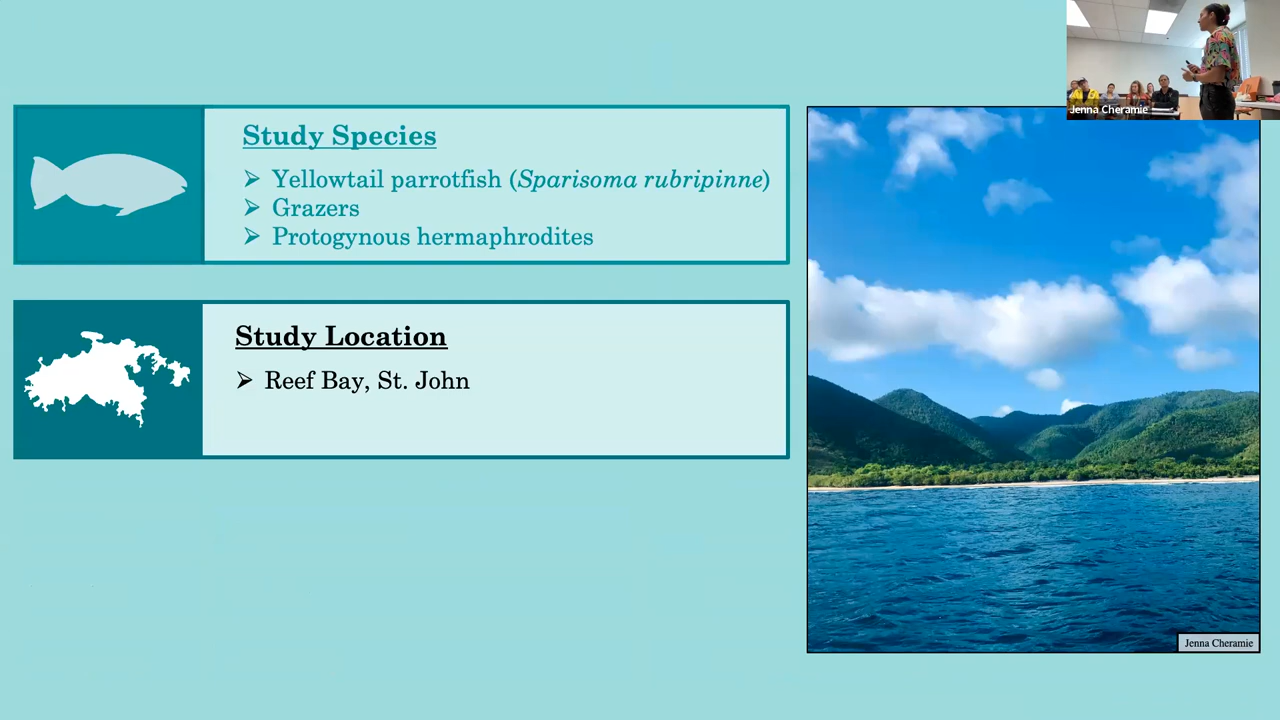 Jenna Cheramie
Study Species
➢ Yellowtail parrotfish (Sparisoma rubripinne)
➢ Grazers
➢ Protogynous hermaphrodites
Study Location
➢ Reef Bay, St. John
Jenna Cheramie